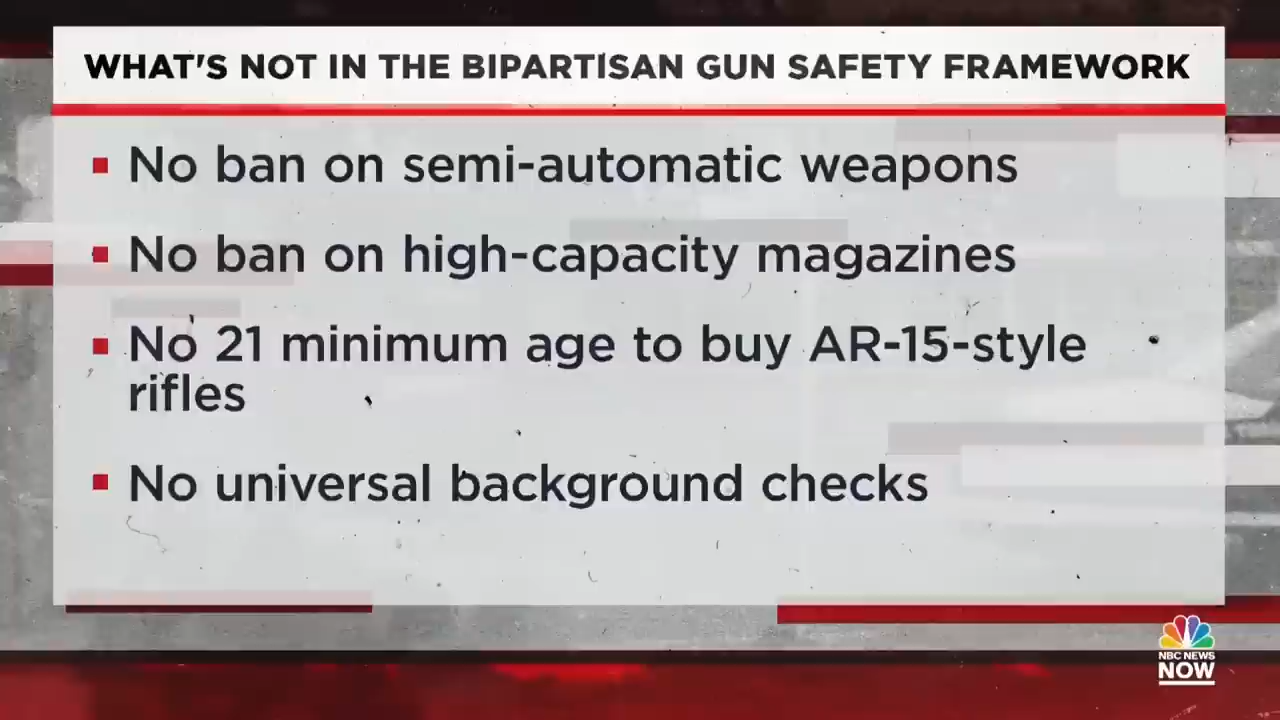 WHAT'S NOT IN THE BIPARTISAN GUN SAFETY FRAMEWORK
No ban on semi-automatic weapons
No ban on high-capacity magazines
No 21 minimum age to buy AR-15-style
rifles
No universal background checks
NBC NEWS
NOW